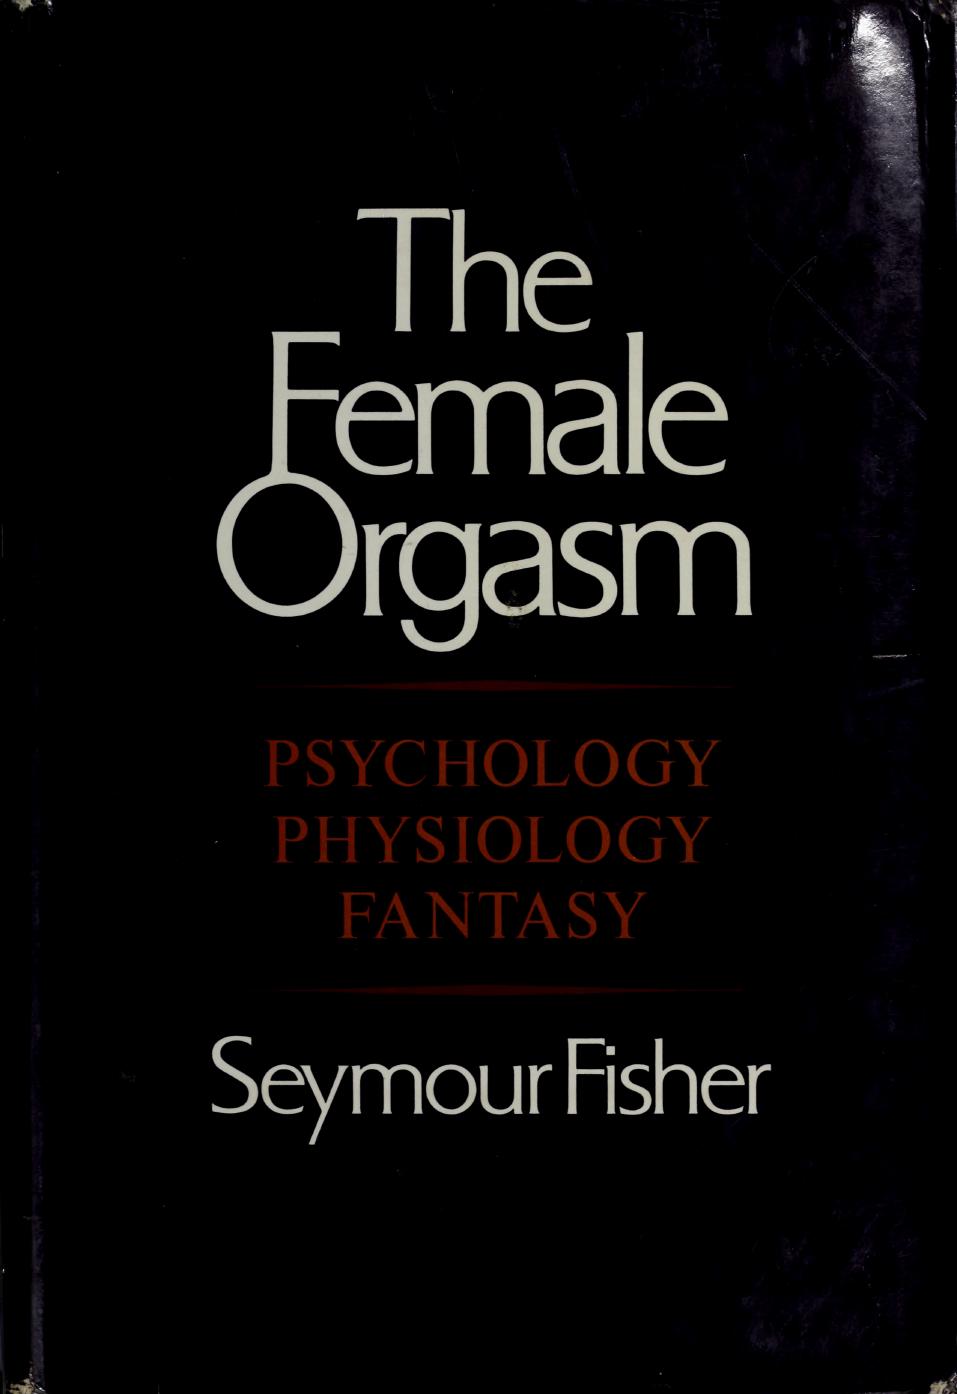 The
Female
Orgasm
PSYCHOLOGY
PHYSIOLOGY
FANTASY
Seymour Fisher